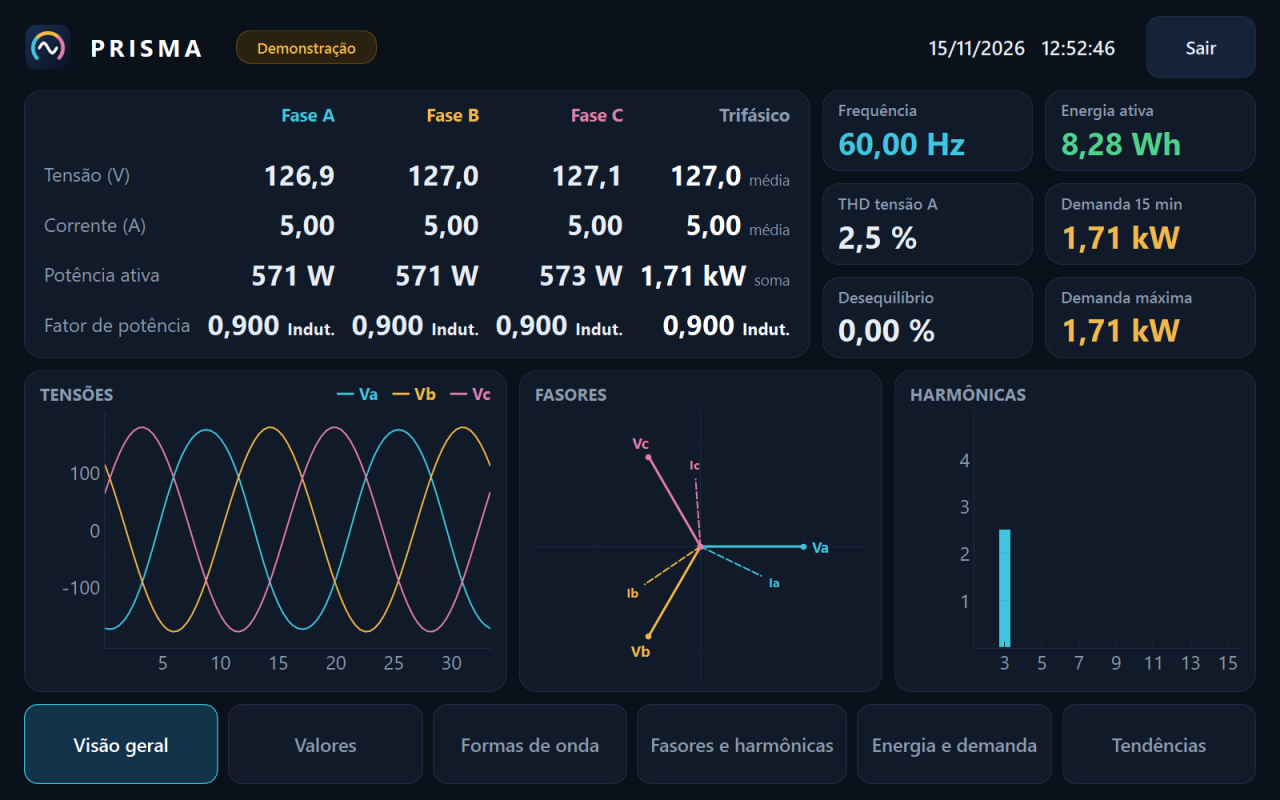 PRISMA
Demonstração
15/11/2026 12:52:46
Sair
Fase A Fase B Fase C Trifásico
Tensão (V) 126,9 127,0 127,1 127,0 média
Corrente (A) 5,00 5,00 5,00 5,00 média
Potência ativa 571 W 571 W 573 W 1,71 kW soma
Fator de potência 0,900 Indut. 0,900 Indut. 0,900 Indut. 0,900 Indut.
Frequência
60,00 Hz
Energia ativa
8,28 Wh
THD tensão A
2,5 %
Demanda 15 min
1,71 kW
Desequilíbrio
0,00 %
Demanda máxima
1,71 kW
TENSÕES
Va Vb Vc
100
0
-100
5 10 15 20 25 30
FASORES
Vc
Ic
Va
Ia
Ib
Vb
HARMÔNICAS
4
3
2
1
3 5 7 9 11 13 15
Visão geral
Valores
Formas de onda
Fasores e harmônicas
Energia e demanda
Tendências